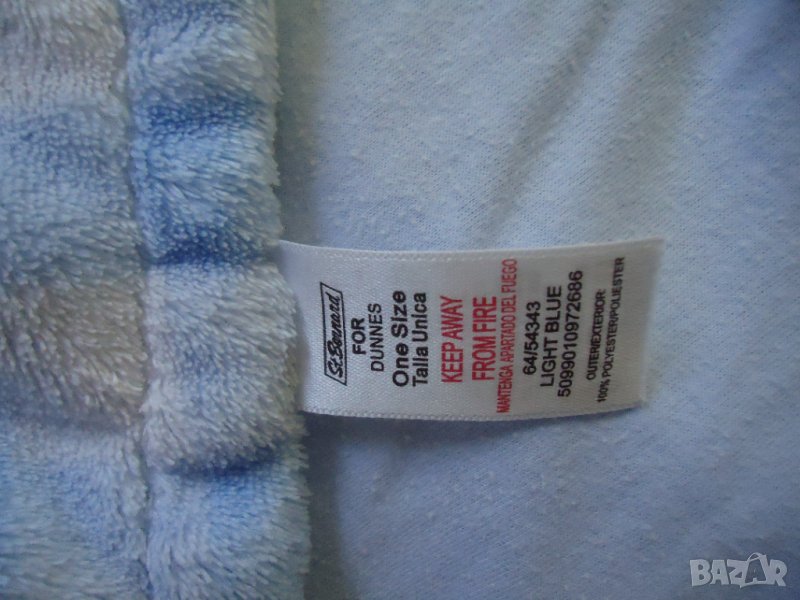 St. Bernard
FOR
DUNNES
One Size
Talla Unica
KEEP AWAY
FROM FIRE
MANTENGA APARTADO DEL FUEGO
64/54343
LIGHT BLUE
5099010972686
OUTER/EXTERIOR:
100% POLYESTER/POLIESTER
BAZAR